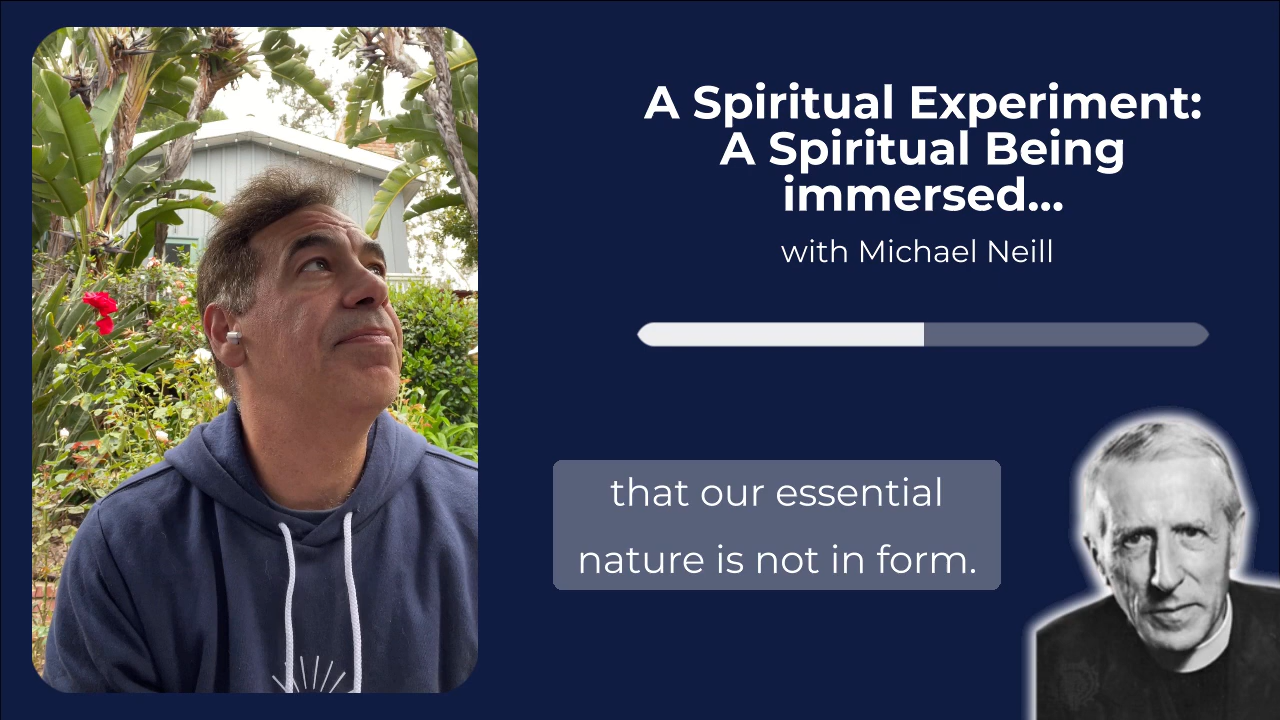 A Spiritual Experiment:
A Spiritual Being
immersed...
with Michael Neill
that our essential
nature is not in form.